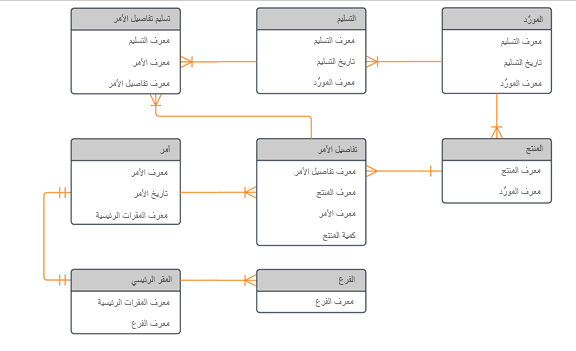 المورِّد
معرف التسليم
تاريخ التسليم
معرف المورِّد
التسليم
معرف التسليم
تاريخ التسليم
معرف المورِّد
تسليم تفاصيل الأمر
معرف التسليم
معرف الأمر
معرف تفاصيل الأمر
المنتج
معرف المنتج
معرف المورِّد
تفاصيل الأمر
معرف تفاصيل الأمر
معرف المنتج
معرف الأمر
كمية المنتج
أمر
معرف الأمر
تاريخ الأمر
معرف المقرات الرئيسية
الفرع
معرف الفرع
المقر الرئيسي
معرف المقرات الرئيسية
معرف الفرع